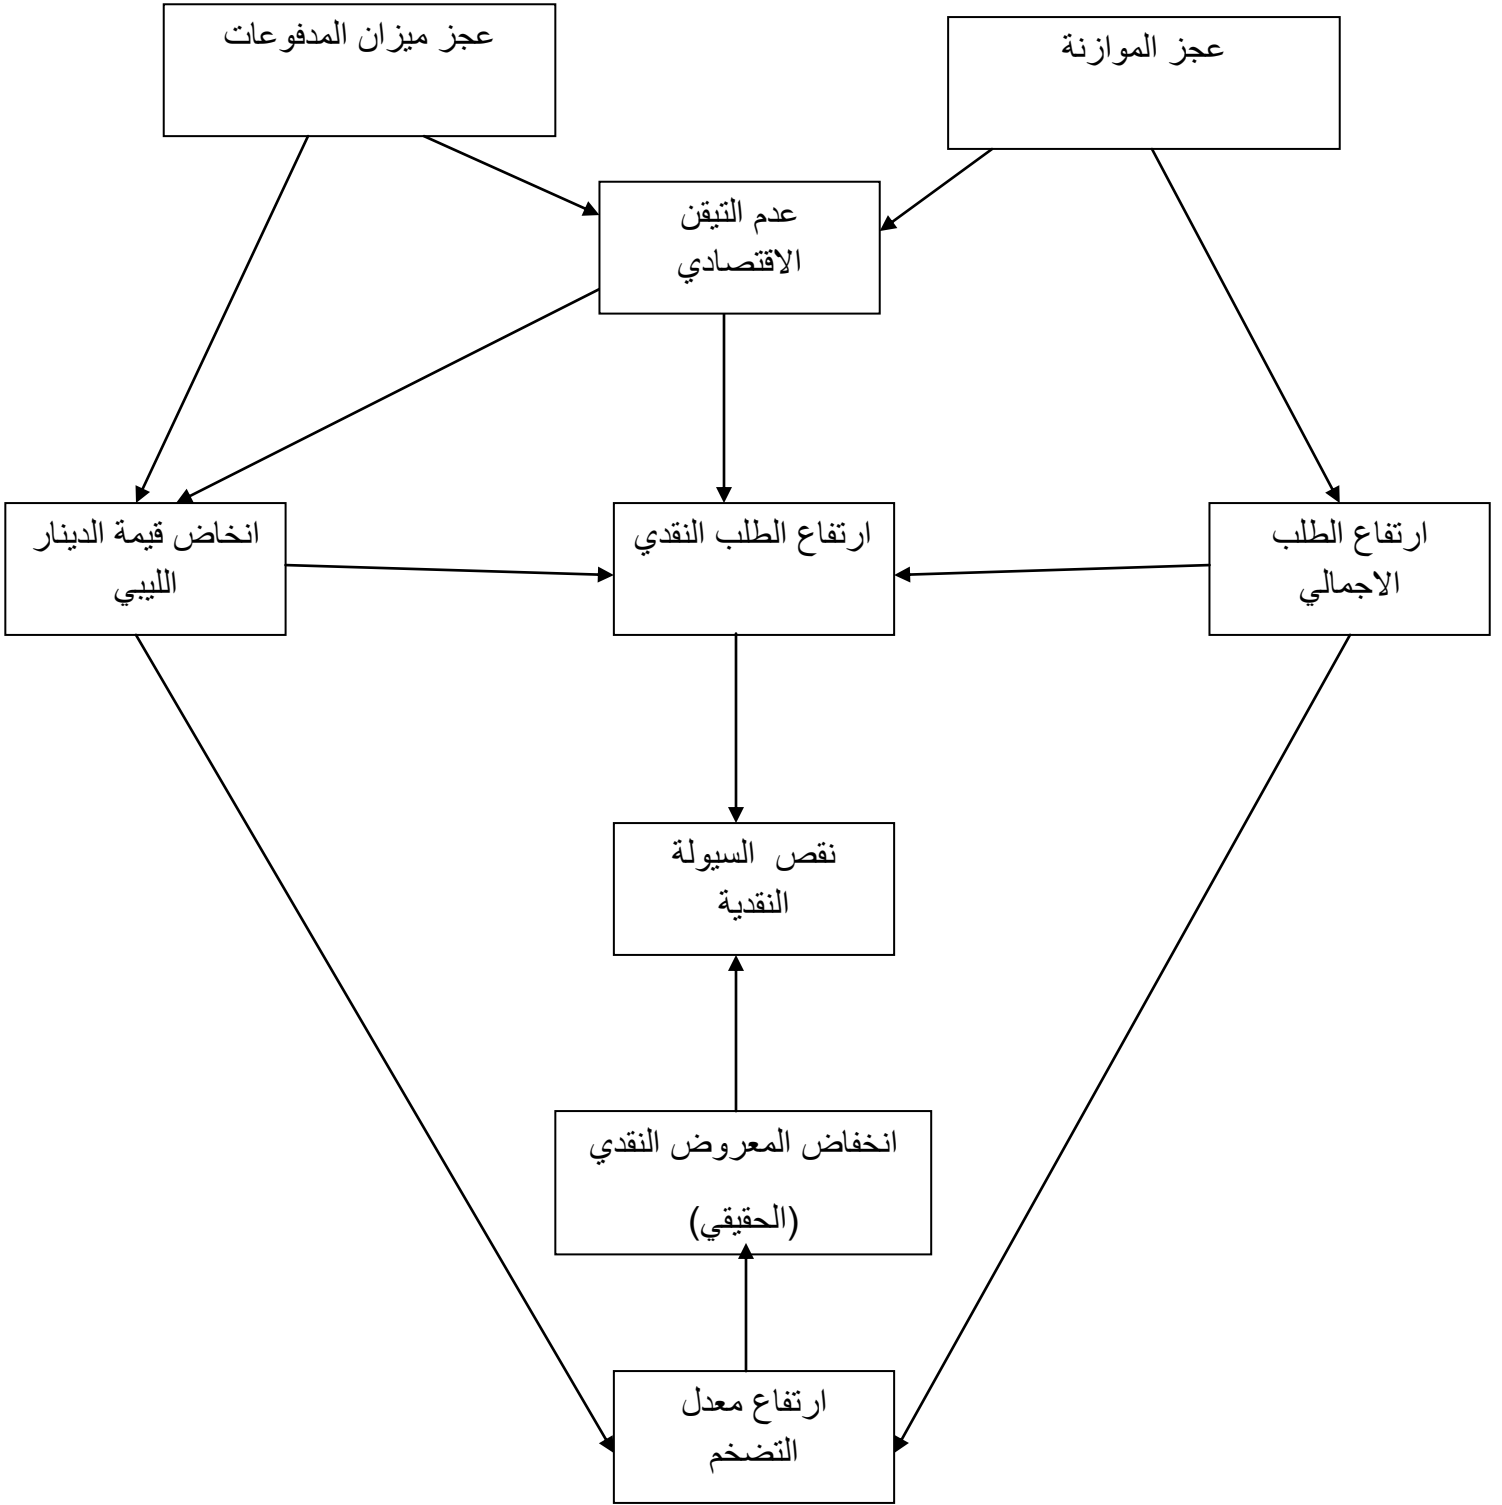 عجز ميزان المدفوعات
عجز الموازنة
عدم التيقن
الاقتصادي
انخاض قيمة الدينار
الليبي
ارتفاع الطلب النقدي
ارتفاع الطلب
الاجمالي
نقص السيولة
النقدية
انخفاض المعروض النقدي
(الحقيقي)
ارتفاع معدل
التضخم